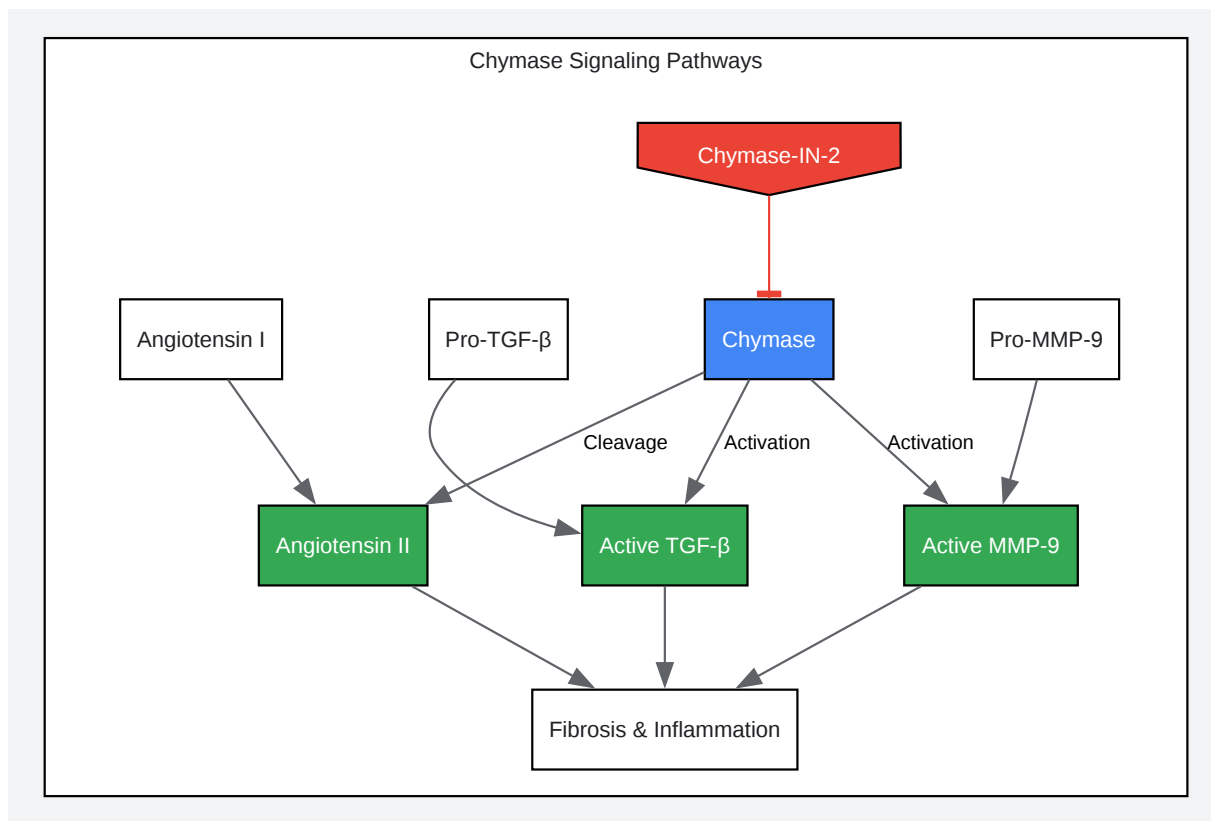 Chymase Signaling Pathways
Chymase-IN-2
Angiotensin I
Pro-TGF-β
Chymase
Pro-MMP-9
Cleavage
Activation
Activation
Angiotensin II
Active TGF-β
Active MMP-9
Fibrosis & Inflammation